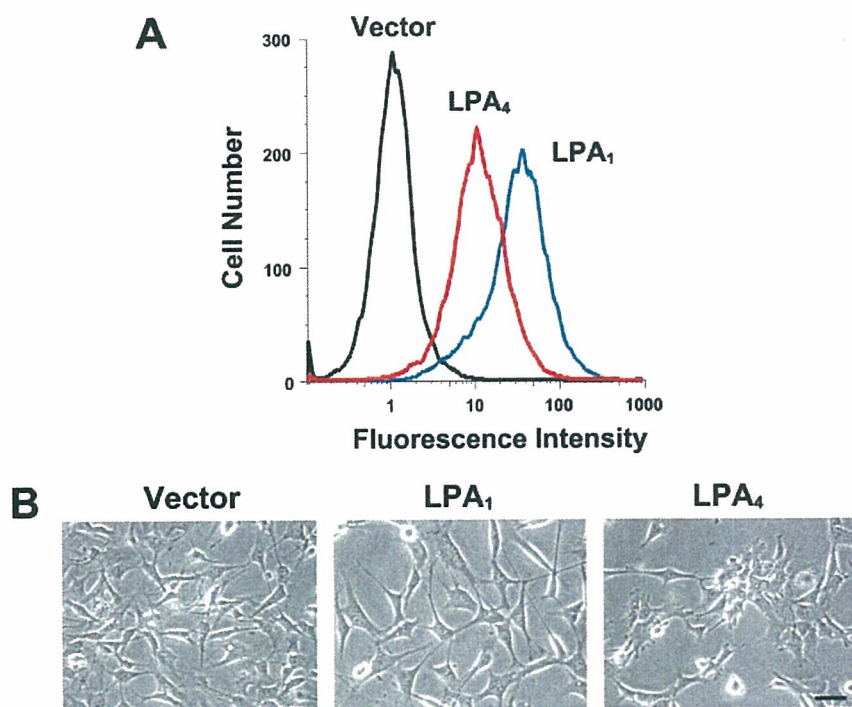 A
Vector
LPA₄
LPA₁
300
200
100
0
Cell Number
1 10 100 1000
Fluorescence Intensity
B
Vector LPA₁ LPA₄